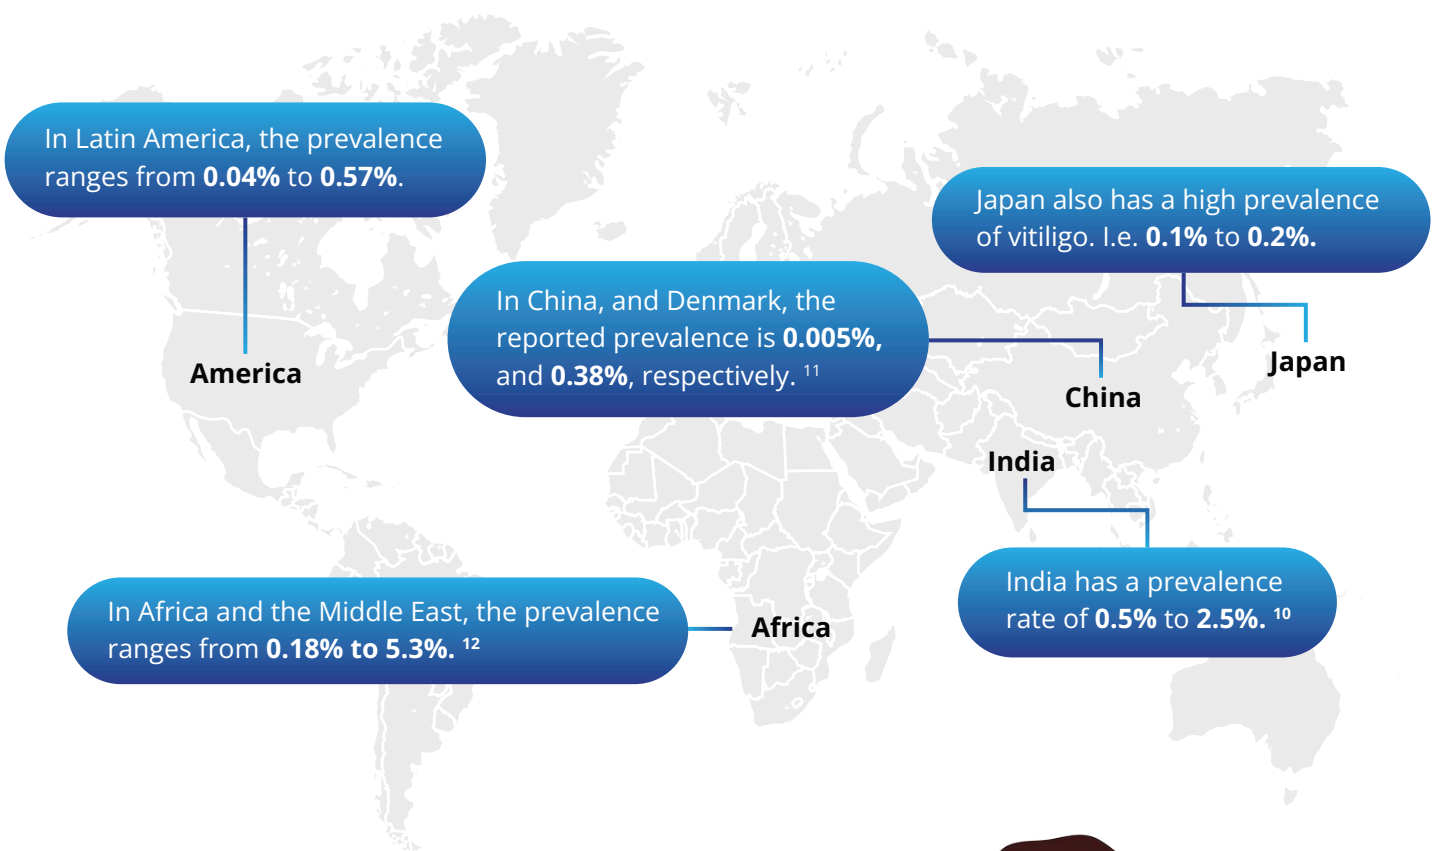 In Latin America, the prevalence
ranges from 0.04% to 0.57%.
Japan also has a high prevalence
of vitiligo. I.e. 0.1% to 0.2%.
In China, and Denmark, the
reported prevalence is 0.005%,
and 0.38%, respectively. 11
America
Japan
China
India
India has a prevalence
rate of 0.5% to 2.5%. 10
In Africa and the Middle East, the prevalence
ranges from 0.18% to 5.3%. 12
Africa